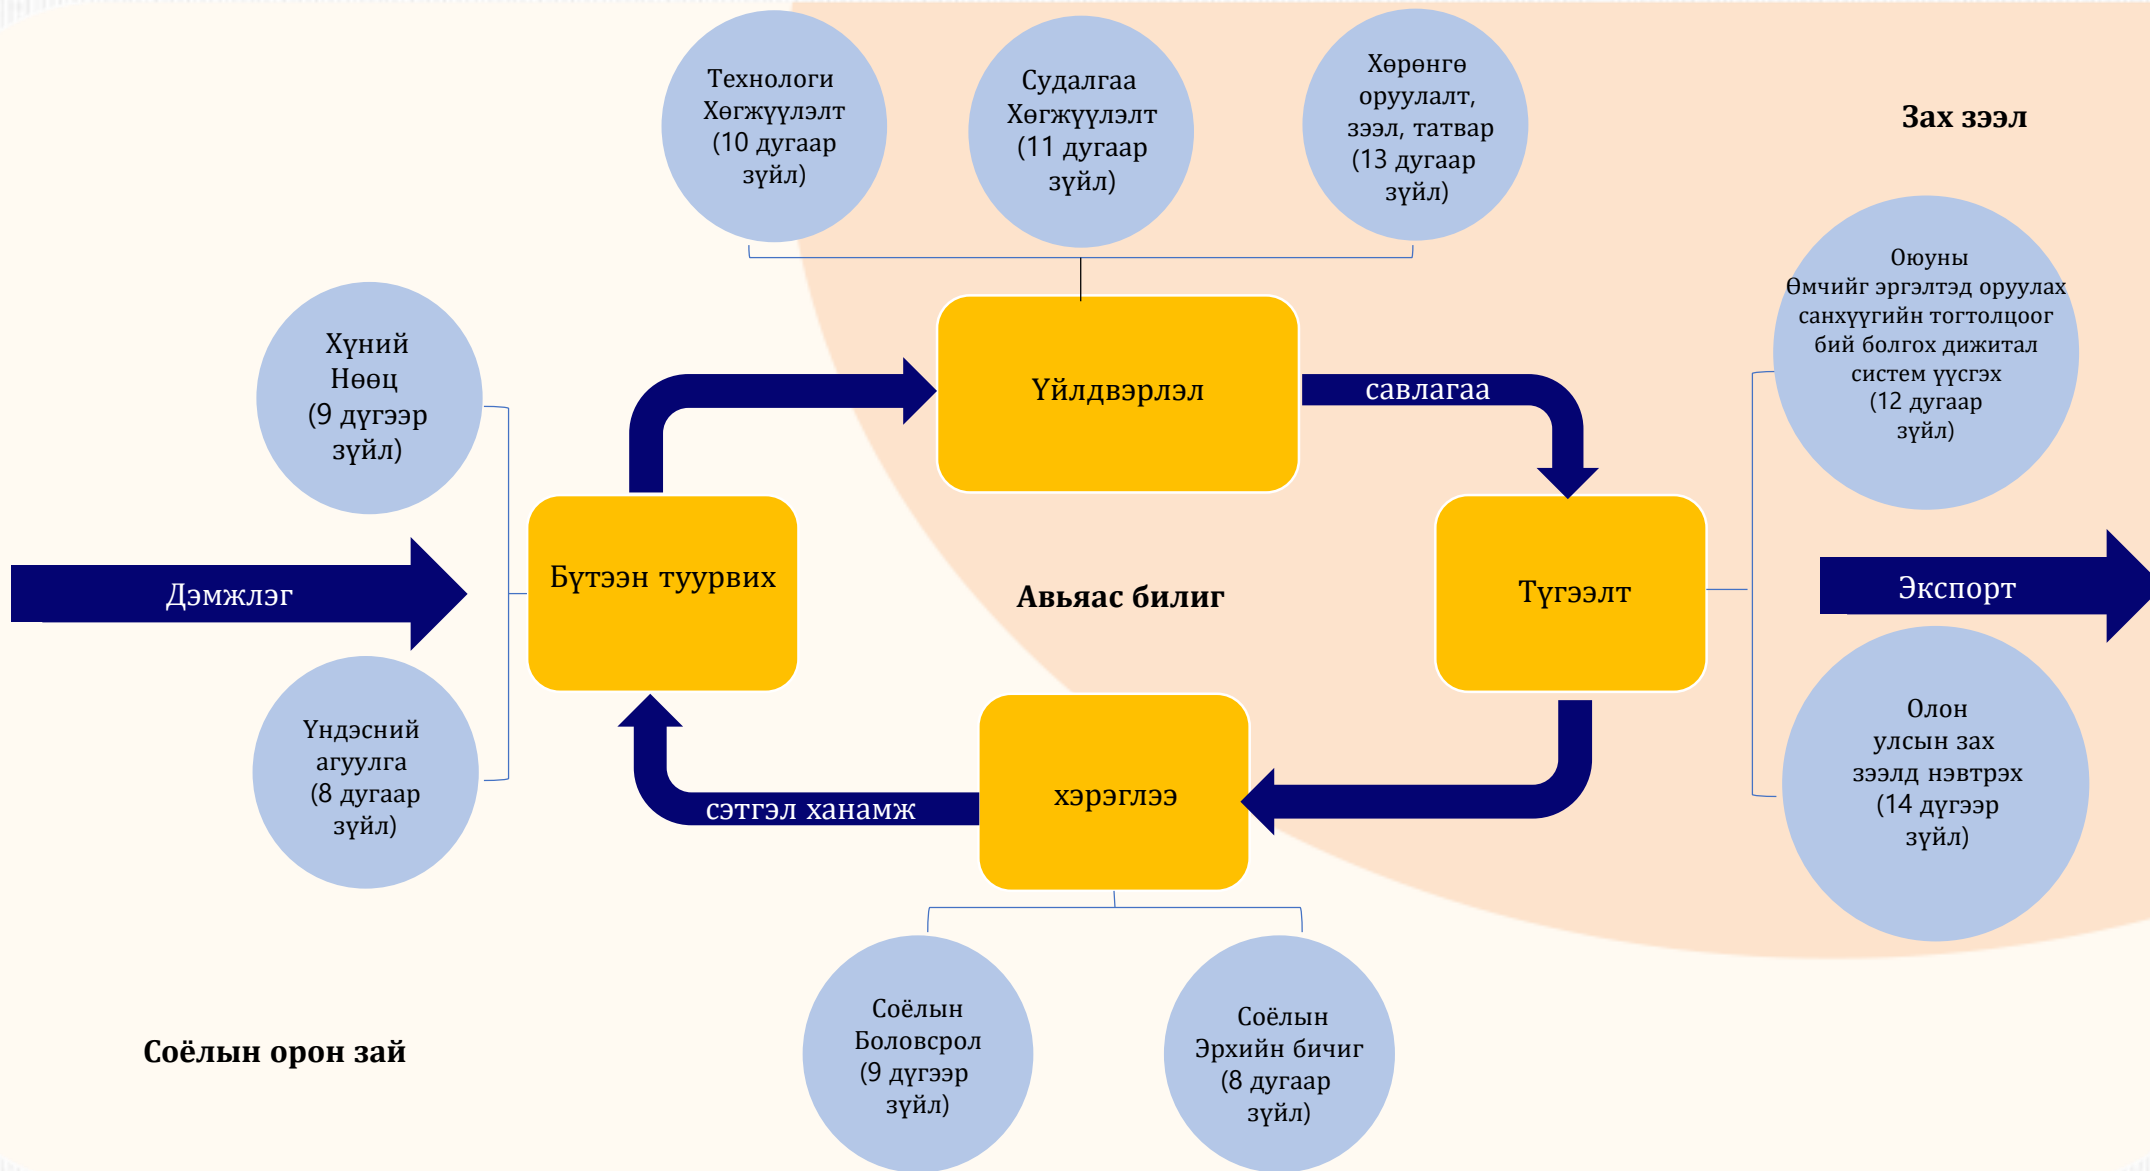 Технологи
Хөгжүүлэлт
(10 дугаар
зүйл)
Судалгаа
Хөгжүүлэлт
(11 дугаар
зүйл)
Хөрөнгө
оруулалт,
зээл, татвар
(13 дугаар
зүйл)
Зах зээл
Хүний
Нөөц
(9 дүгээр
зүйл)
Үйлдвэрлэл
савлагаа
Оюуны
Өмчийг эргэлтэд оруулах
санхүүгийн тогтолцоог
бий болгох дижитал
систем үүсгэх
(12 дугаар
зүйл)
Дэмжлэг
Бүтээн туурвих
Авьяас билиг
Түгээлт
Экспорт
Үндэсний
агуулга
(8 дугаар
зүйл)
сэтгэл ханамж
хэрэглээ
Олон
улсын зах
зээлд нэвтрэх
(14 дүгээр
зүйл)
Соёлын орон зай
Соёлын
Боловсрол
(9 дүгээр
зүйл)
Соёлын
Эрхийн бичиг
(8 дугаар
зүйл)